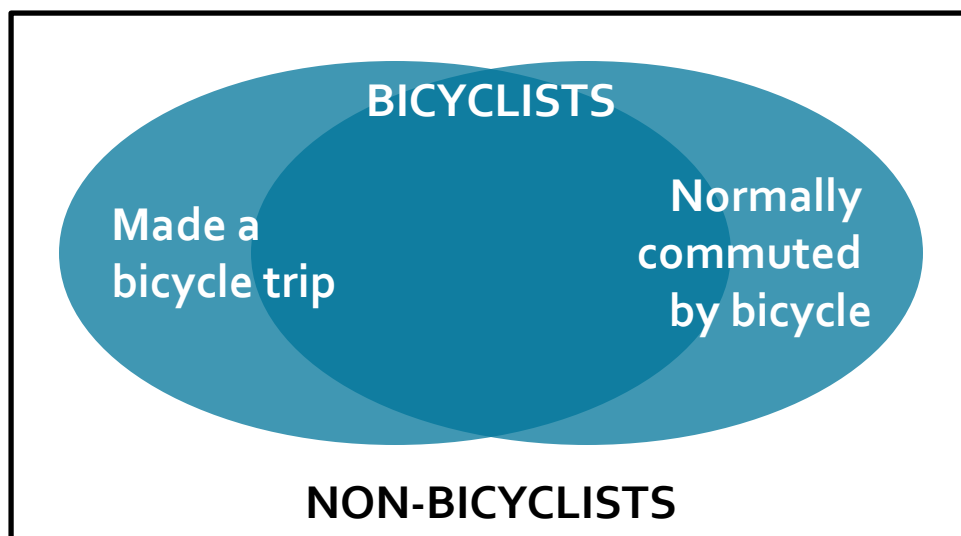 BICYCLISTS
Made a
bicycle trip
Normally
commuted
by bicycle
NON-BICYCLISTS